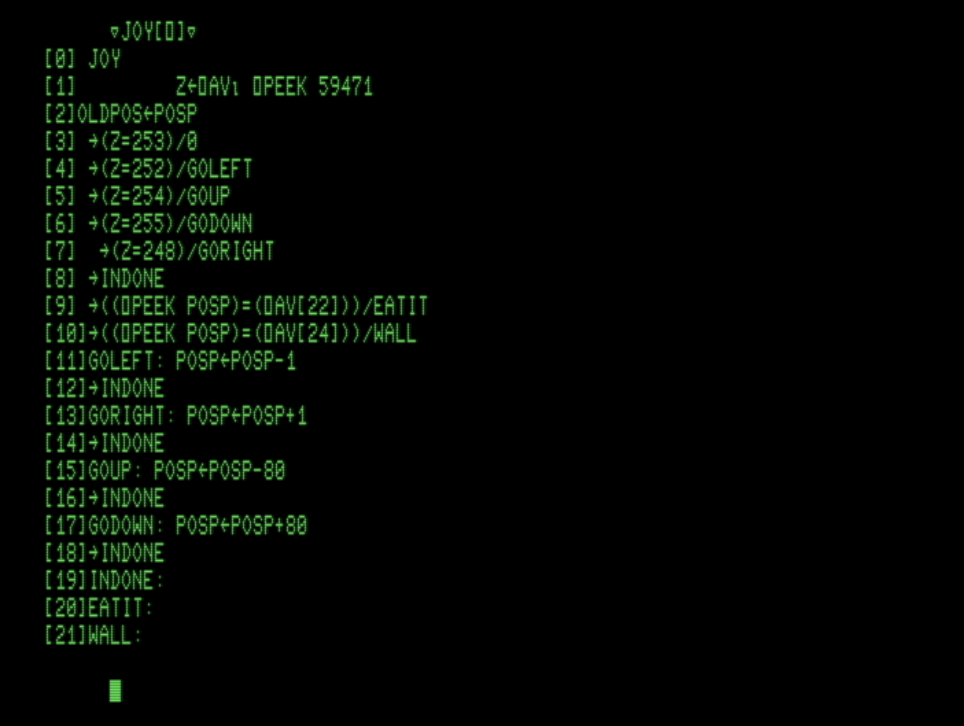 ∇JOY[⎕]∇
[0] JOY
[1]         Z←⎕AV⍳ ⎕PEEK 59471
[2]OLDPOS←POSP
[3] →(Z=253)/0
[4] →(Z=252)/GOLEFT
[5] →(Z=254)/GOUP
[6] →(Z=255)/GODOWN
[7]  →(Z=248)/GORIGHT
[8] →INDONE
[9] →((⎕PEEK POSP)=(⎕AV[22]))/EATIT
[10]→((⎕PEEK POSP)=(⎕AV[24]))/WALL
[11]GOLEFT: POSP←POSP-1
[12]→INDONE
[13]GORIGHT: POSP←POSP+1
[14]→INDONE
[15]GOUP: POSP←POSP-80
[16]→INDONE
[17]GODOWN: POSP←POSP+80
[18]→INDONE
[19]INDONE:
[20]EATIT:
[21]WALL: